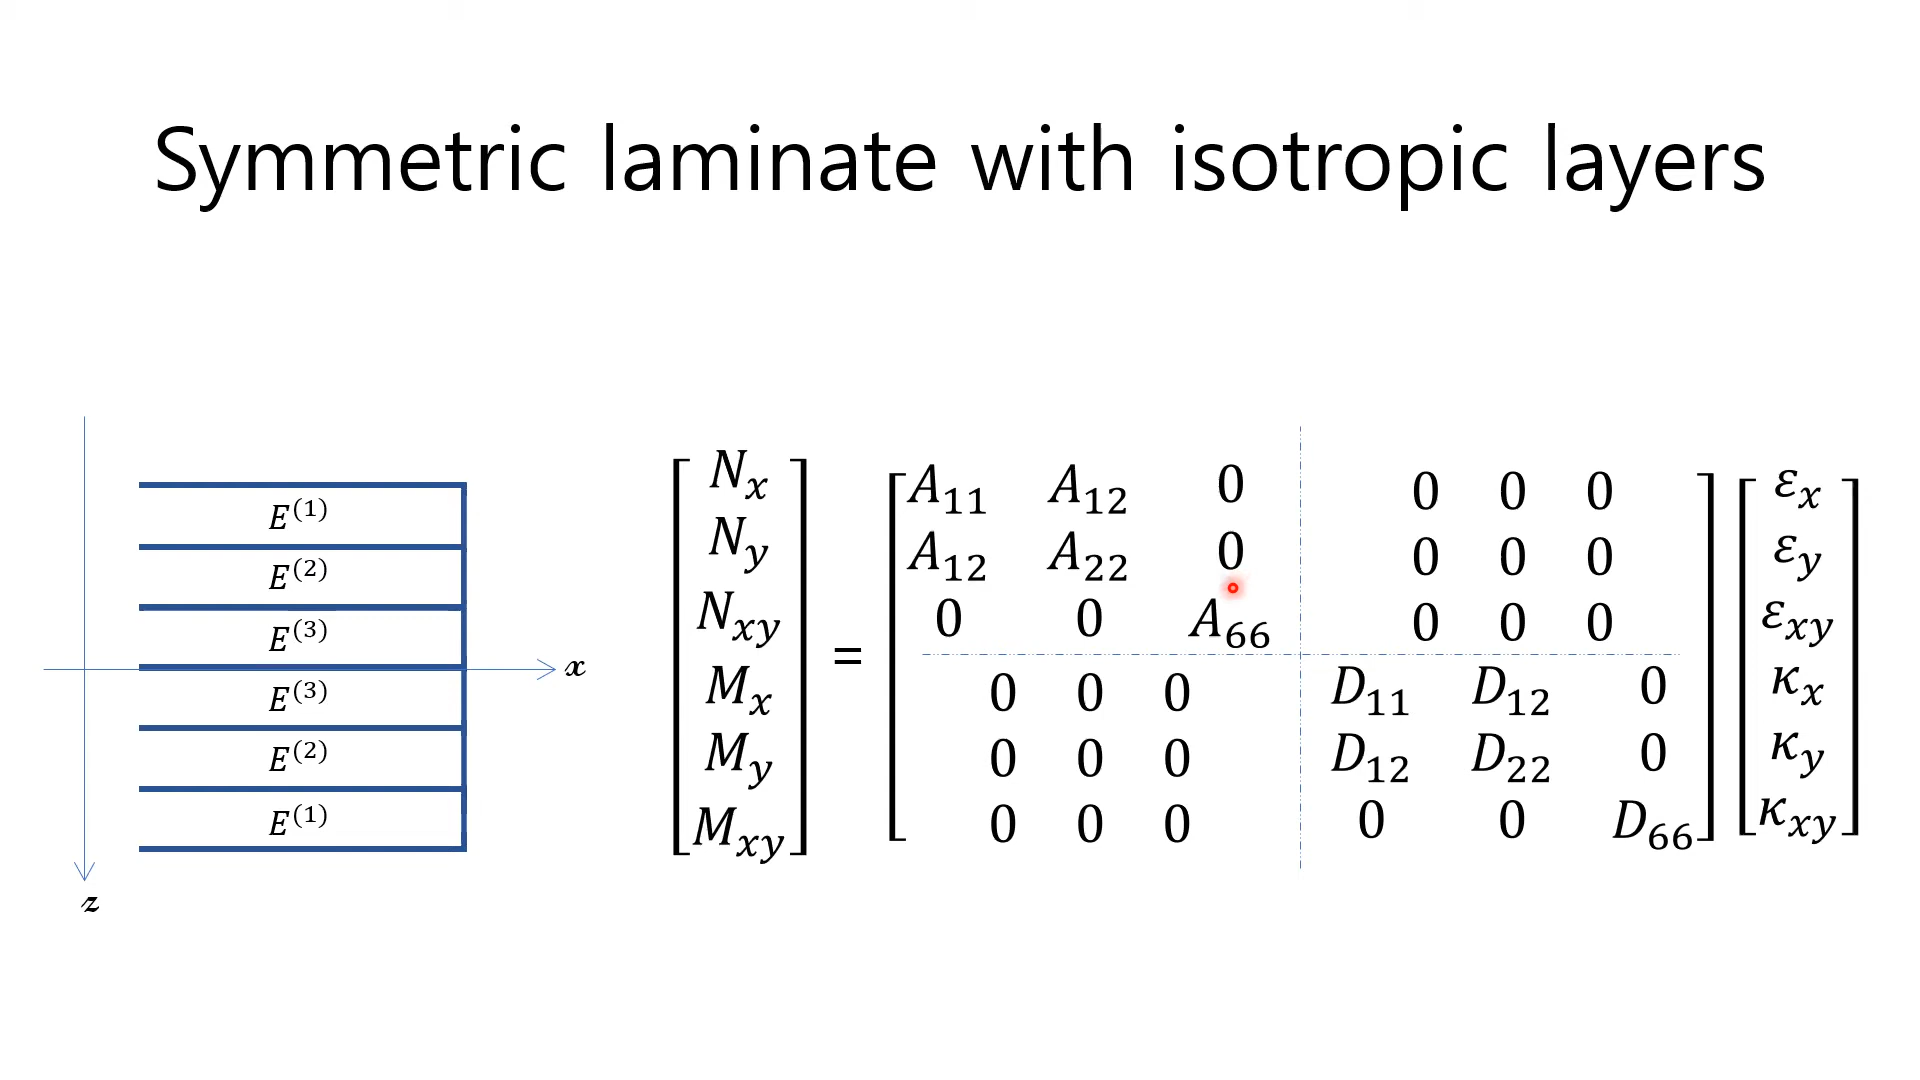 Symmetric laminate with isotropic layers
E^(1)
E^(2)
E^(3)
E^(3)
E^(2)
E^(1)
x
z
N_x
N_y
N_xy
M_x
M_y
M_xy
=
A_11 A_12 0 0 0 0
A_12 A_22 0 0 0 0
0 0 A_66 0 0 0
0 0 0 D_11 D_12 0
0 0 0 D_12 D_22 0
0 0 0 0 0 D_66
ε_x
ε_y
ε_xy
κ_x
κ_y
κ_xy